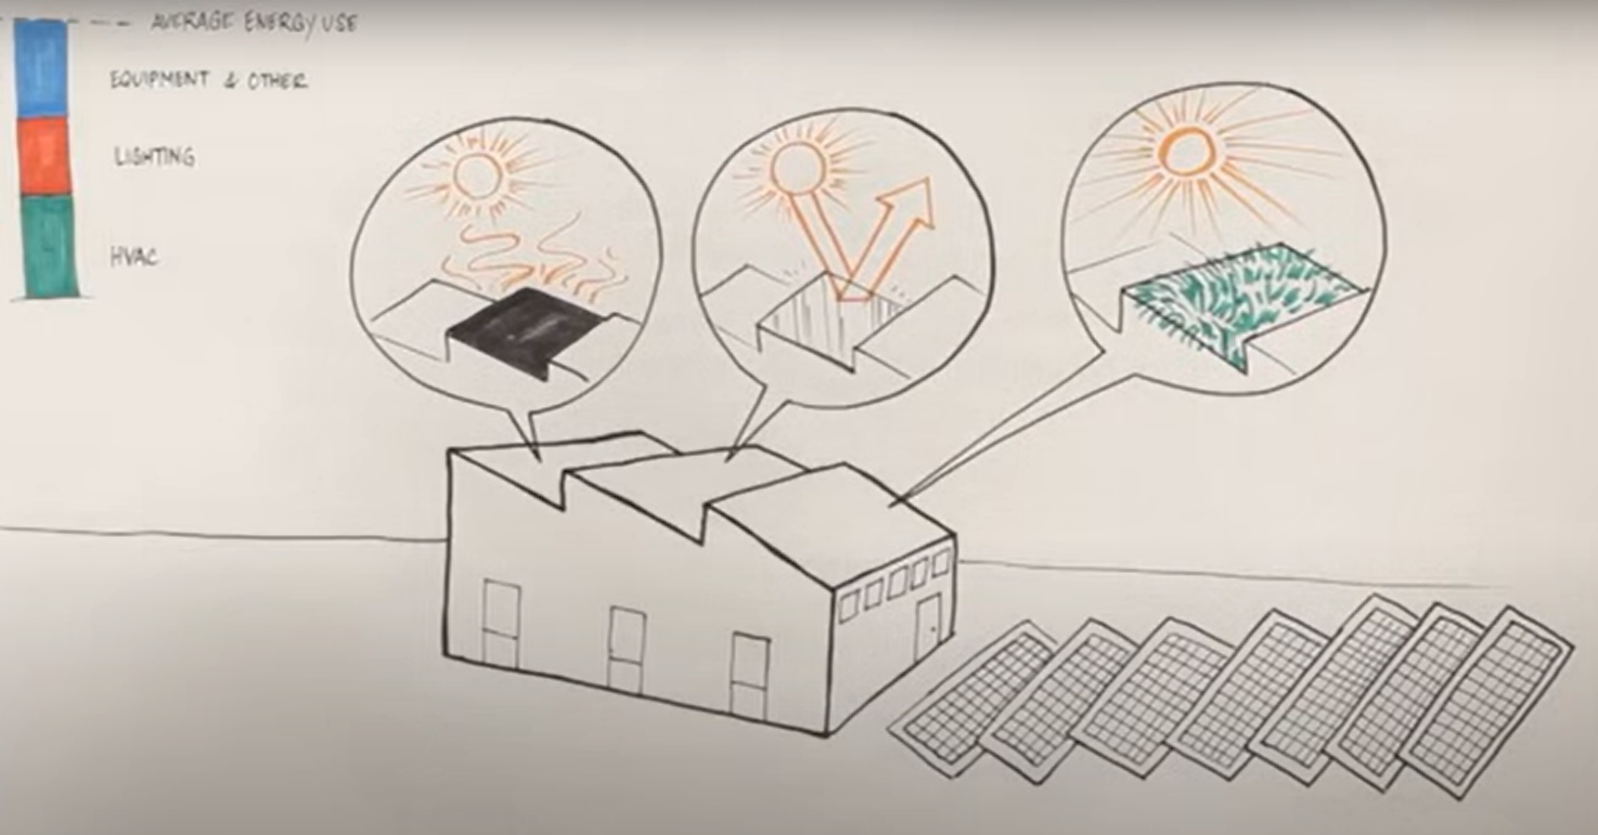 AVERAGE ENERGY USE
EQUIPMENT & OTHER
LIGHTING
HVAC